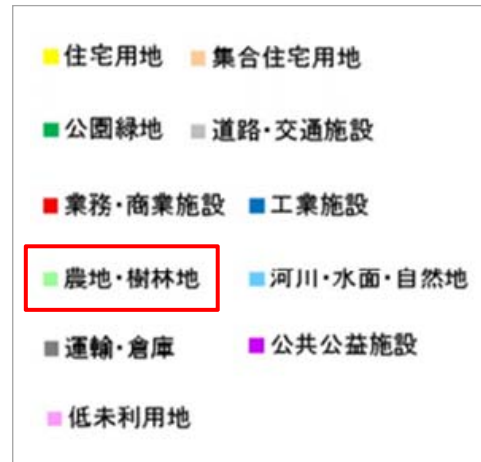 住宅用地 集合住宅用地
公園緑地 道路・交通施設
業務・商業施設 工業施設
農地・樹林地 河川・水面・自然地
運輸・倉庫 公共公益施設
低未利用地